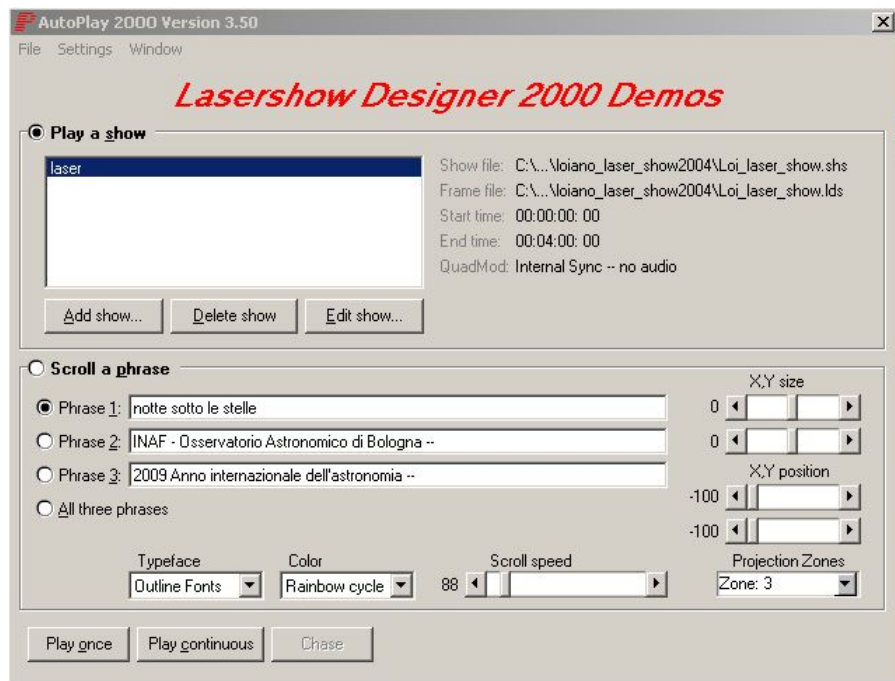 AutoPlay 2000 Version 3.50
File Settings Window
Lasershow Designer 2000 Demos
Play a show
laser
Show file: C:\...\loiano_laser_show2004\Loi_laser_show.shs
Frame file: C:\...\loiano_laser_show2004\Loi_laser_show.lds
Start time: 00:00:00: 00
End time: 00:04:00: 00
QuadMod: Internal Sync -- no audio
Add show... Delete show Edit show...
Scroll a phrase
X,Y size
Phrase 1: notte sotto le stelle 0
Phrase 2: INAF - Osservatorio Astronomico di Bologna -- 0
Phrase 3: 2009 Anno internazionale dell'astronomia --
X,Y position
-100
All three phrases
-100
Typeface Color Scroll speed Projection Zones
Outline Fonts Rainbow cycle 88 Zone: 3
Play once Play continuous Chase